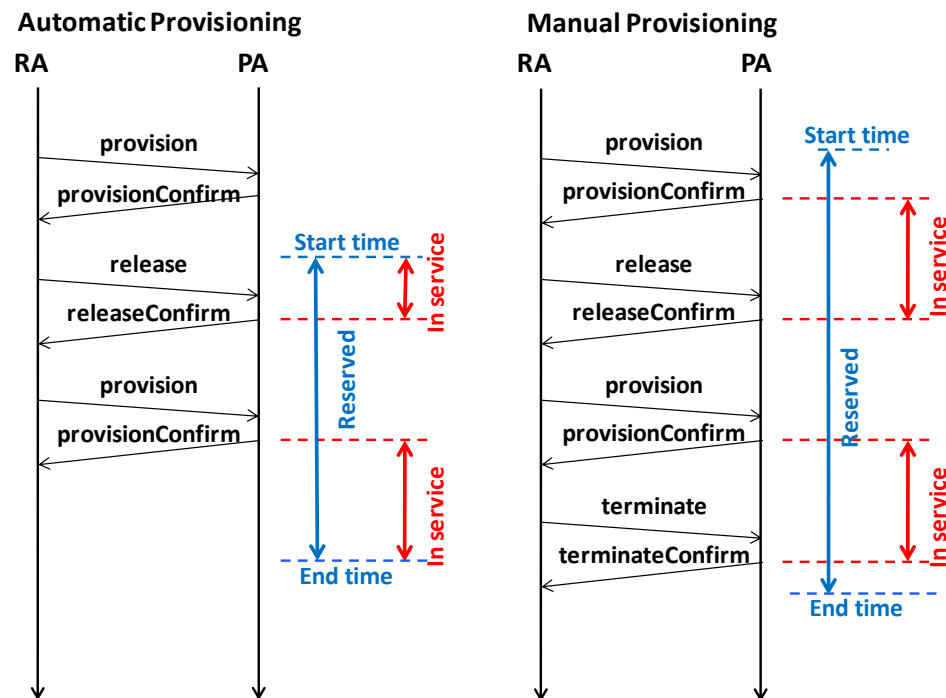 Automatic Provisioning
RA PA
provision
provisionConfirm
Start time
release
releaseConfirm
In service
Reserved
provision
provisionConfirm
In service
End time
Manual Provisioning
RA PA
Start time
provision
provisionConfirm
In service
release
releaseConfirm
Reserved
provision
provisionConfirm
In service
terminate
terminateConfirm
End time